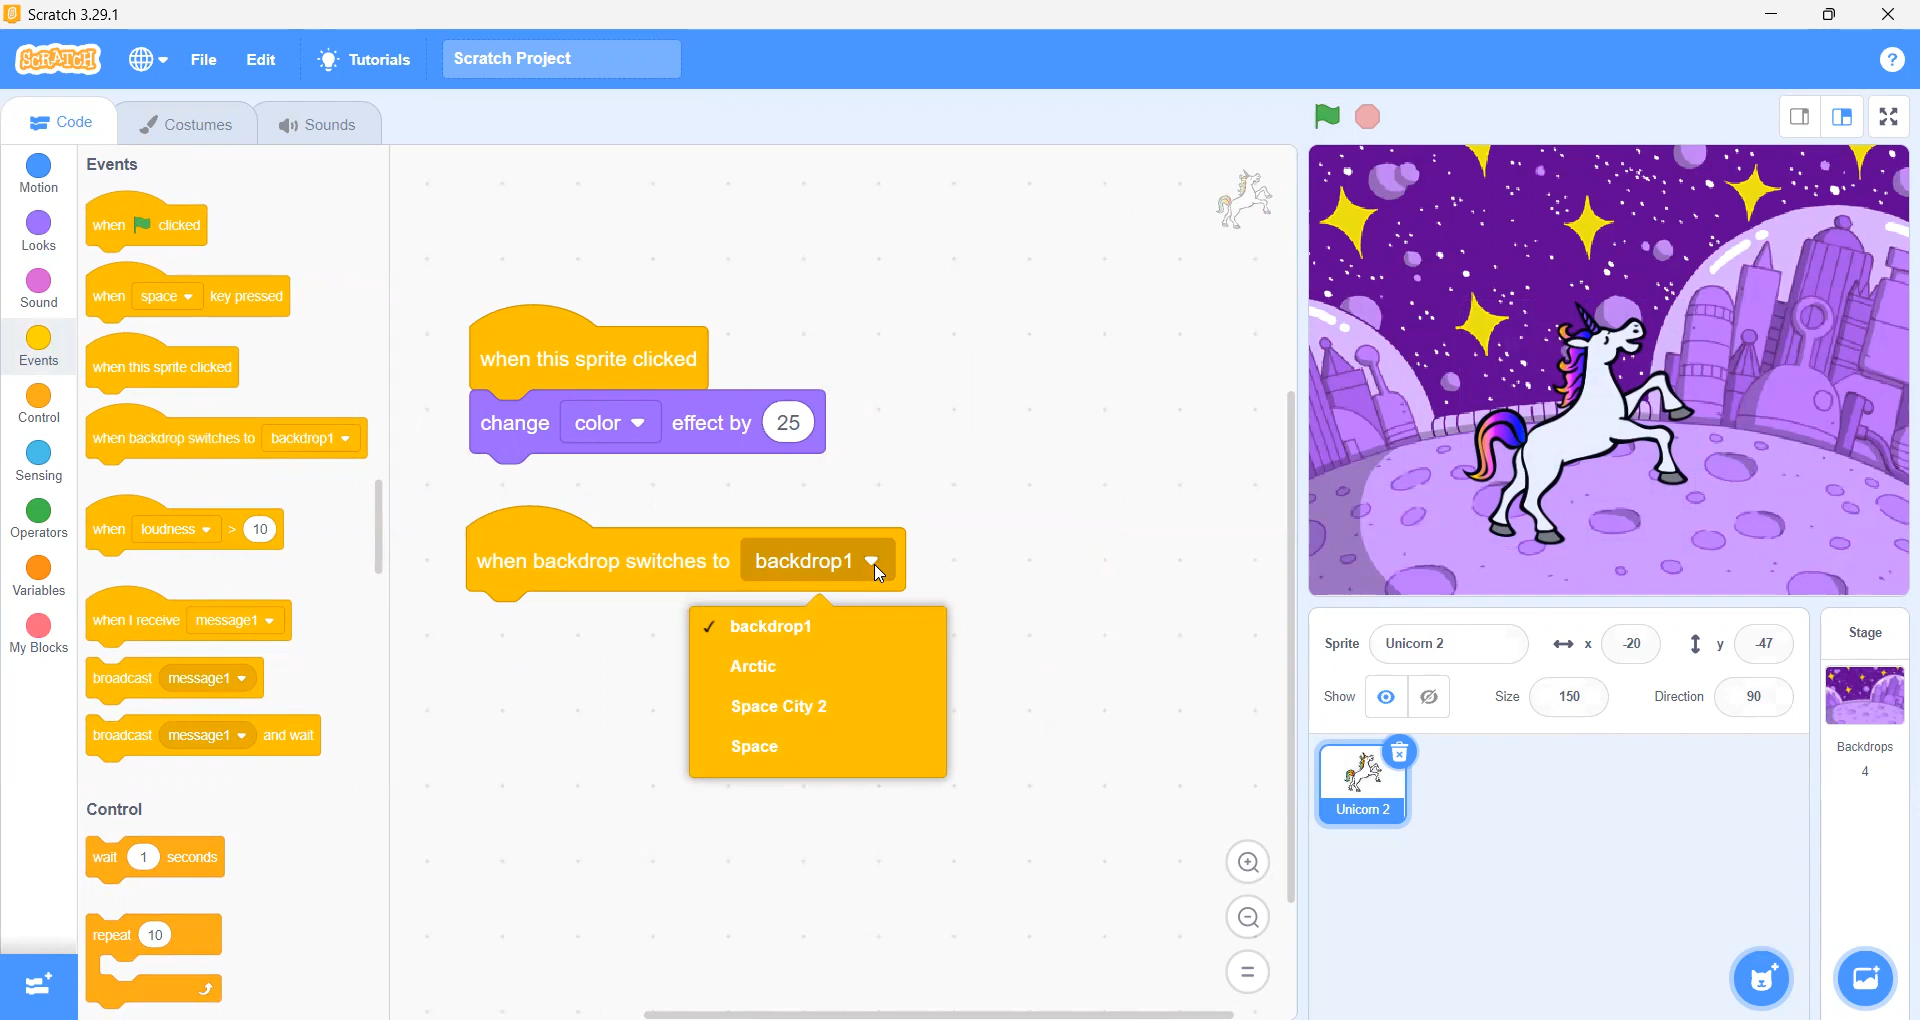 Scratch 3.29.1
SCRATCH File Edit Tutorials Scratch Project ?
Code Costumes Sounds
Motion
Looks
Sound
Events
Control
Sensing
Operators
Variables
My Blocks
Events
when clicked
when space key pressed
when this sprite clicked
when backdrop switches to backdrop1
when loudness > 10
when I receive message1
broadcast message1
broadcast message1 and wait
Control
wait 1 seconds
repeat 10
when this sprite clicked
change color effect by 25
when backdrop switches to backdrop1
✓ backdrop1
Arctic
Space City 2
Space
Sprite Unicorn 2 x -20 y -47
Show Size 150 Direction 90
Unicorn 2
Stage
Backdrops
4